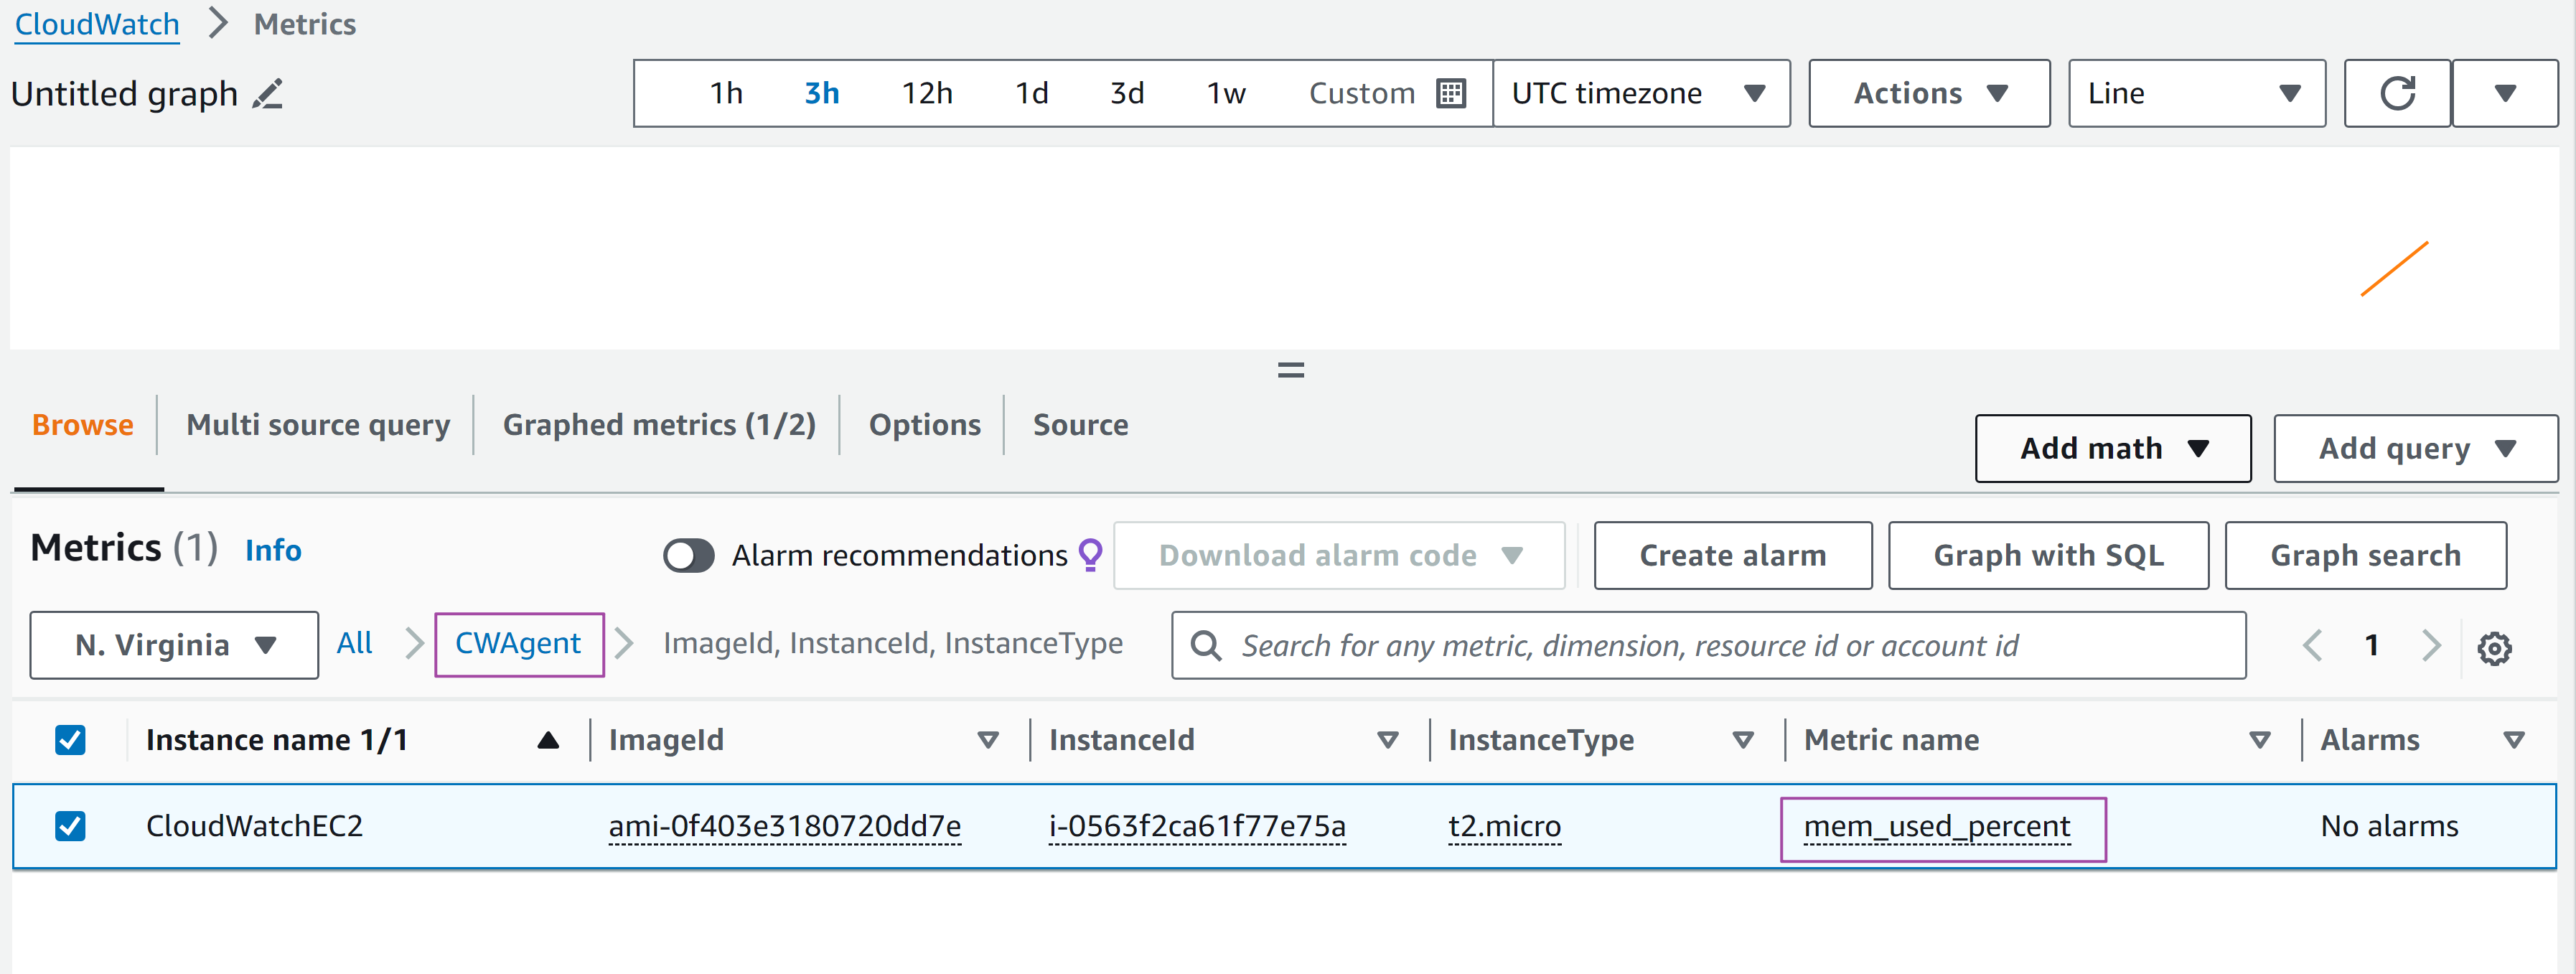 CloudWatch > Metrics
Untitled graph
1h 3h 12h 1d 3d 1w Custom UTC timezone Actions Line
Browse Multi source query Graphed metrics (1/2) Options Source Add math Add query
Metrics (1) Info Alarm recommendations Download alarm code Create alarm Graph with SQL Graph search
N. Virginia All > CWAgent > ImageId, InstanceId, InstanceType Search for any metric, dimension, resource id or account id 1
Instance name 1/1 ImageId InstanceId InstanceType Metric name Alarms
CloudWatchEC2 ami-0f403e3180720dd7e i-0563f2ca61f77e75a t2.micro mem_used_percent No alarms